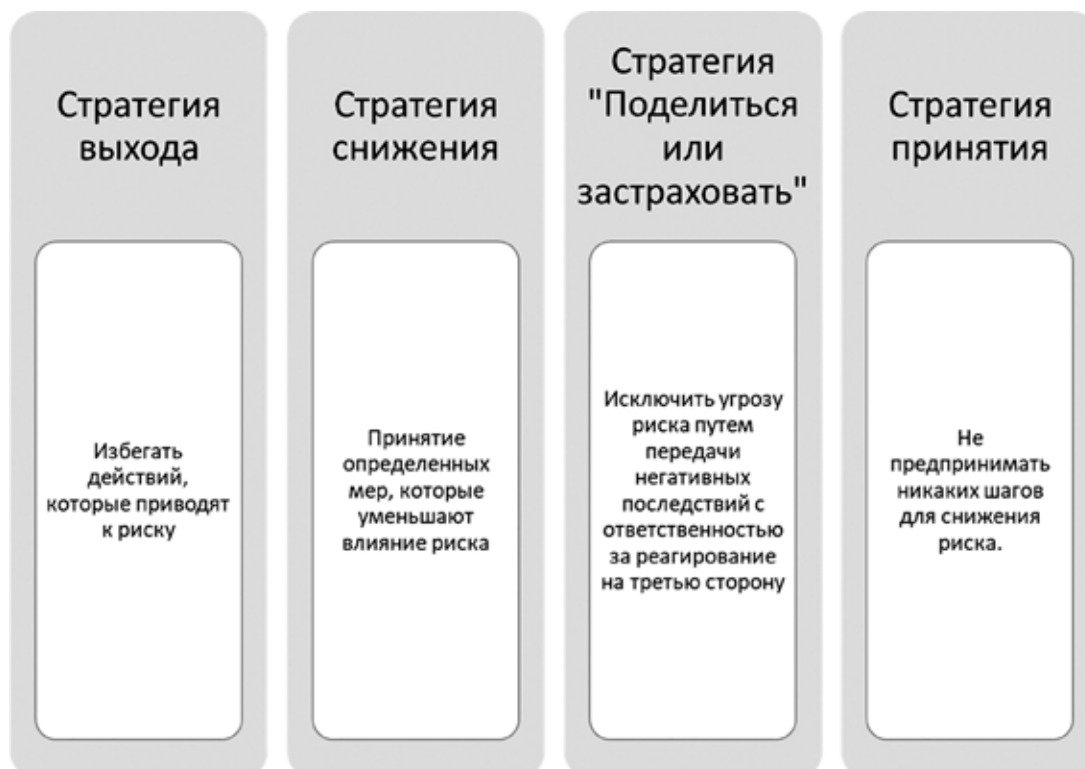 Стратегия
выхода
Избегать
действий,
которые приводят
к риску
Стратегия
снижения
Принятие
определенных
мер, которые
уменьшают
влияние риска
Стратегия
"Поделиться
или
застраховать"
Исключить угрозу
риска путем
передачи
негативных
последствий с
ответственностью
за реагирование
на третью сторону
Стратегия
принятия
Не
предпринимать
никаких шагов
для снижения
риска.